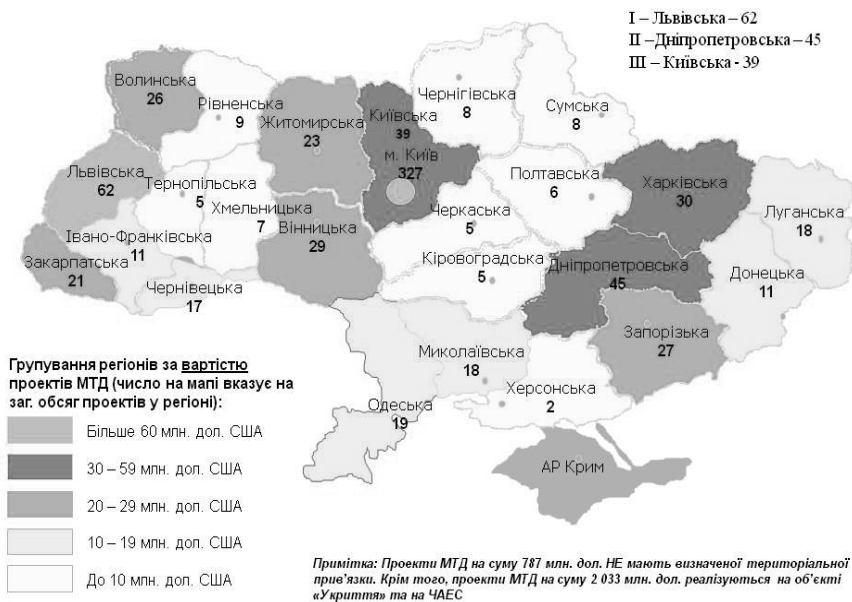 І – Львівська – 62
ІІ –Дніпропетровська – 45
ІІІ – Київська - 39
Волинська
26
Рівненська
9
Житомирська
23
Київська
39
м. Київ
327
Чернігівська
8
Сумська
8
Львівська
62
Тернопільська
5
Хмельницька
7
Вінницька
29
Черкаська
5
Полтавська
6
Харківська
30
Луганська
18
Івано-Франківська
11
Закарпатська
21
Чернівецька
17
Кіровоградська
5
Дніпропетровська
45
Донецька
11
Запорізька
27
Миколаївська
18
Херсонська
2
Одеська
19
АР Крим
Групування регіонів за вартістю
проектів МТД (число на мапі вказує на
заг. обсяг проектів у регіоні):
Більше 60 млн. дол. США
30 – 59 млн. дол. США
20 – 29 млн. дол. США
10 – 19 млн. дол. США
До 10 млн. дол. США
Примітка: Проекти МТД на суму 787 млн. дол. НЕ мають визначеної територіальної
прив'язки. Крім того, проекти МТД на суму 2 033 млн. дол. реалізуються на об'єкті
«Укриття» та на ЧАЕС